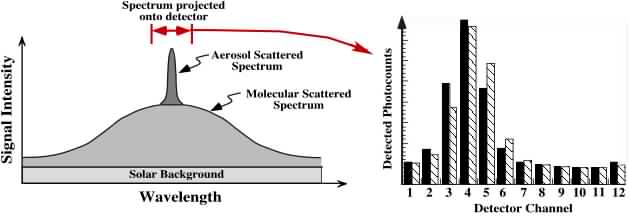 Spectrum projected
onto detector
Aerosol Scattered
Spectrum
Molecular Scattered
Spectrum
Signal Intensity
Solar Background
Wavelength
Detected Photocounts
1 2 3 4 5 6 7 8 9 10 11 12
Detector Channel